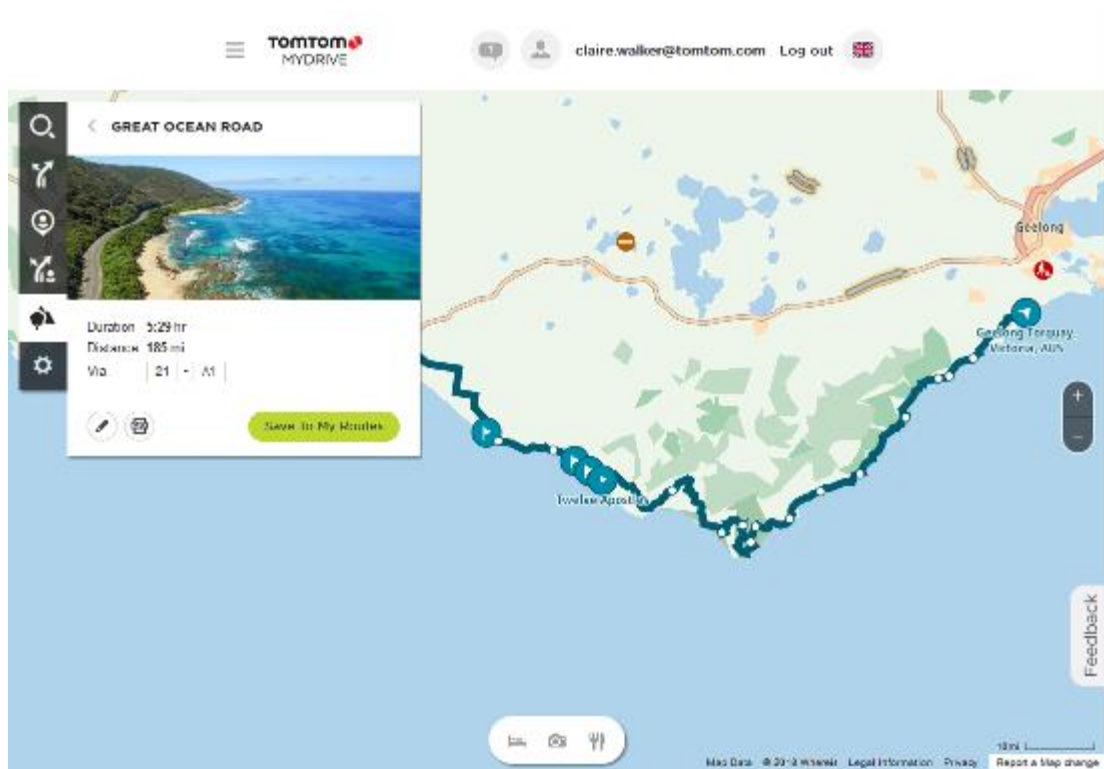 TOMTOM
MYDRIVE
claire.walker@tomtom.com Log out
GREAT OCEAN ROAD
Duration 5:29 hr
Distance 185 mi
Via 21 - A1
Save To My Routes
Geelong
Geelong Torquay,
Victoria, AUS
Twelve Apostles
+
-
Feedback
10mi
Map Data © Whereis Legal Information Privacy Report a Map change